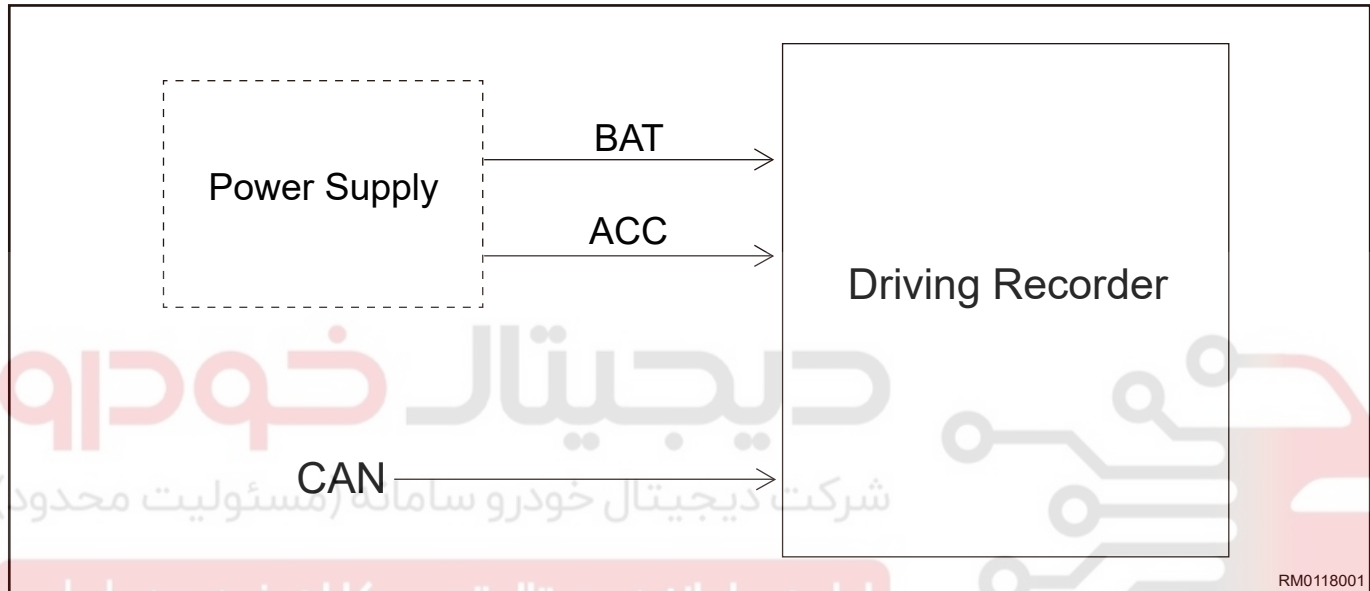 BAT
Power Supply
ACC
Driving Recorder
دیجیتال خودرو
CAN
شرکت دیجیتال خودرو سامانه (مسئولیت محدود)
RM0118001